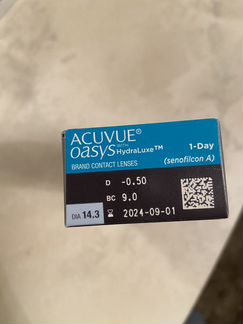 ACUVUE®
oasys WITH HydraLuxe™ 1-Day
BRAND CONTACT LENSES (senofilcon A)
D -0.50
BC 9.0
DIA 14.3 2024-09-01